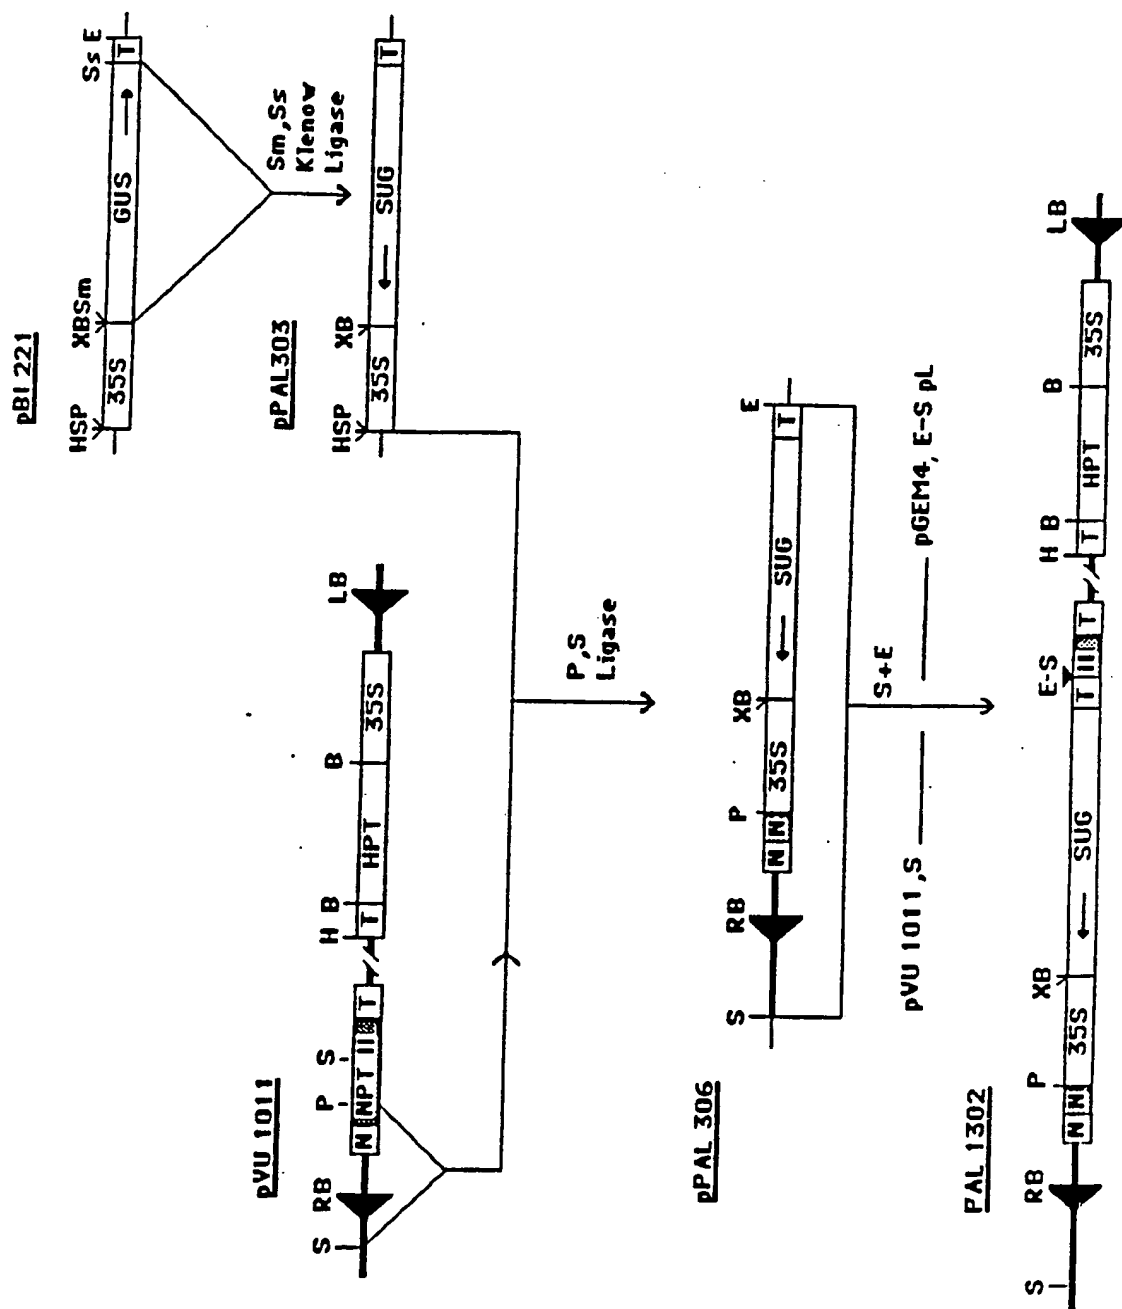 pBI 221
HSP XBSm Ss E
35S GUS T
Sm,Ss
Klenow
Ligase
pPAL303
HSP XB
35S SUG T
pVU 1011
S RB P S H B B LB
N NPT II T T HPT 35S
P,S
Ligase
pPAL 306
S RB P XB E
N N 35S SUG T
S+E
pVU 1011,S pGEM4, E-S pL
PAL 1302
S RB P XB E-S H B B LB
N N 35S SUG T II T T HPT 35S